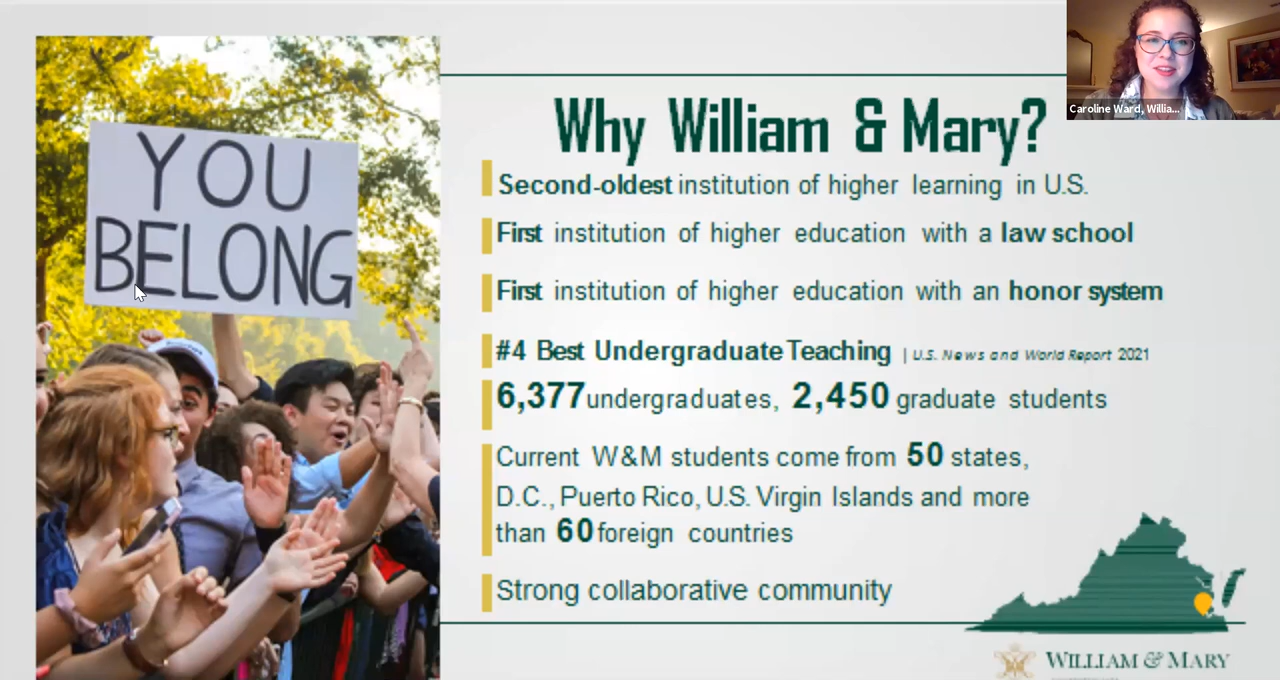 YOU
BELONG
Why William & Mary?
Second-oldest institution of higher learning in U.S.
First institution of higher education with a law school
First institution of higher education with an honor system
#4 Best Undergraduate Teaching | U.S. News and World Report 2021
6,377 undergraduates, 2,450 graduate students
Current W&M students come from 50 states,
D.C., Puerto Rico, U.S. Virgin Islands and more
than 60 foreign countries
Strong collaborative community
WILLIAM & MARY
Caroline Ward, Willia...